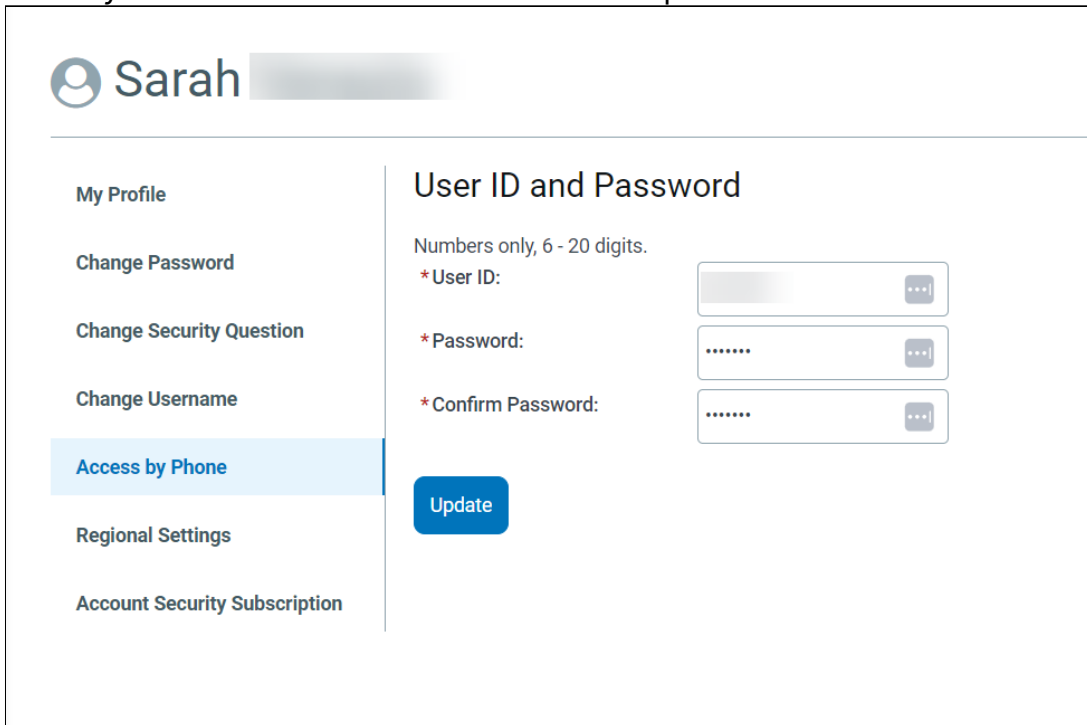 Sarah
My Profile
Change Password
Change Security Question
Change Username
Access by Phone
Regional Settings
Account Security Subscription
User ID and Password
Numbers only, 6 - 20 digits.
*User ID:
*Password: •••••••
*Confirm Password: •••••••
Update